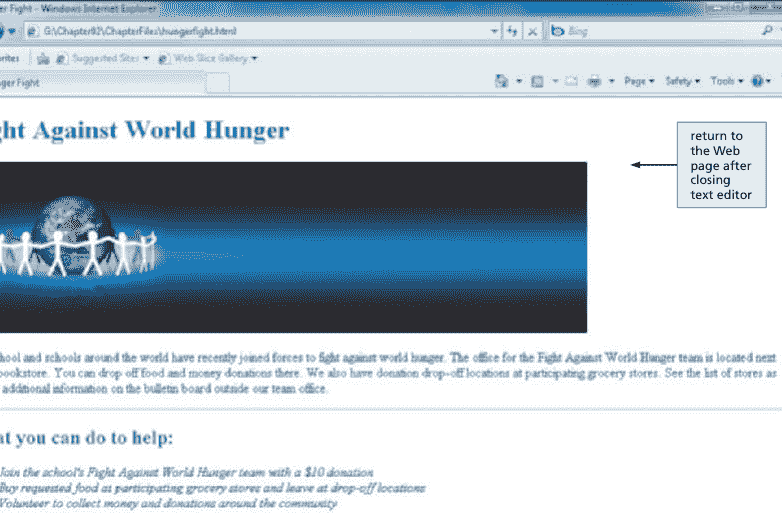 er Fight - Windows Internet Explorer
G:\Chapter02\ChapterFiles\hungerfight.html
Bing
orites Suggested Sites Web Slice Gallery
ger Fight
Page Safety Tools
ght Against World Hunger
return to
the Web
page after
closing
text editor
hool and schools around the world have recently joined forces to fight against world hunger. The office for the Fight Against World Hunger team is located next
bookstore. You can drop off food and money donations there. We also have donation drop-off locations at participating grocery stores. See the list of stores as
additional information on the bulletin board outside our team office.
at you can do to help:
Join the school's Fight Against World Hunger team with a $10 donation
Buy requested food at participating grocery stores and leave at drop-off locations
Volunteer to collect money and donations around the community